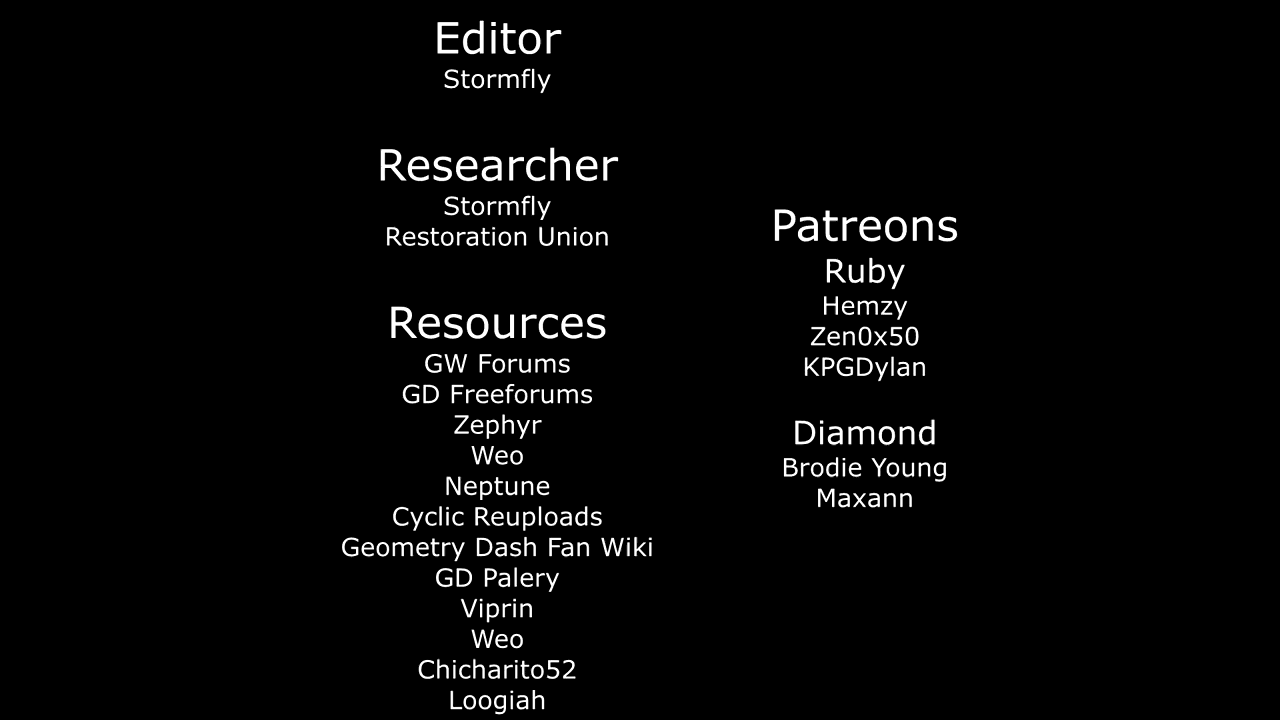 Editor
Stormfly
Researcher
Stormfly
Restoration Union
Resources
GW Forums
GD Freeforums
Zephyr
Weo
Neptune
Cyclic Reuploads
Geometry Dash Fan Wiki
GD Palery
Viprin
Weo
Chicharito52
Loogiah
Patreons
Ruby
Hemzy
Zen0x50
KPGDylan
Diamond
Brodie Young
Maxann